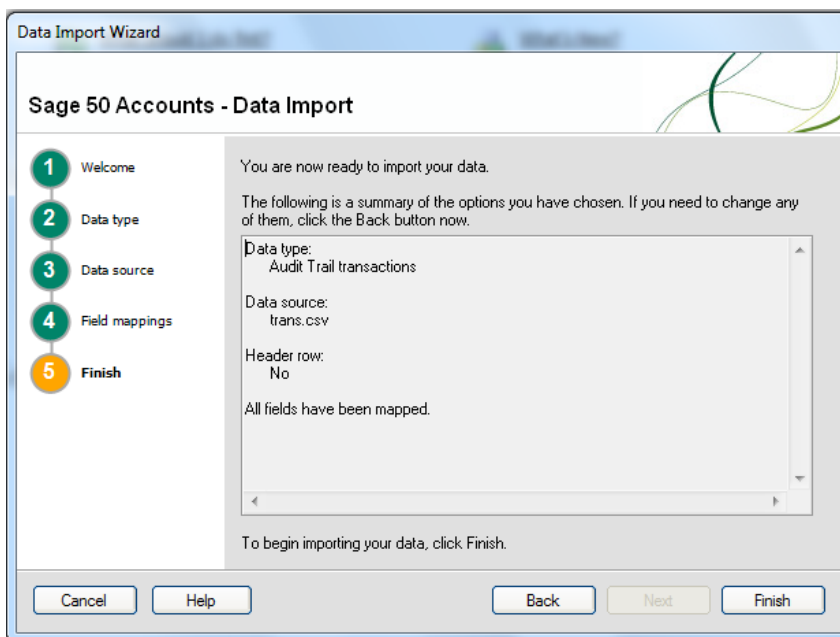 Data Import Wizard
Sage 50 Accounts - Data Import
1 Welcome
2 Data type
3 Data source
4 Field mappings
5 Finish
You are now ready to import your data.
The following is a summary of the options you have chosen. If you need to change any
of them, click the Back button now.
Data type:
Audit Trail transactions
Data source:
trans.csv
Header row:
No
All fields have been mapped.
To begin importing your data, click Finish.
Cancel
Help
Back
Next
Finish